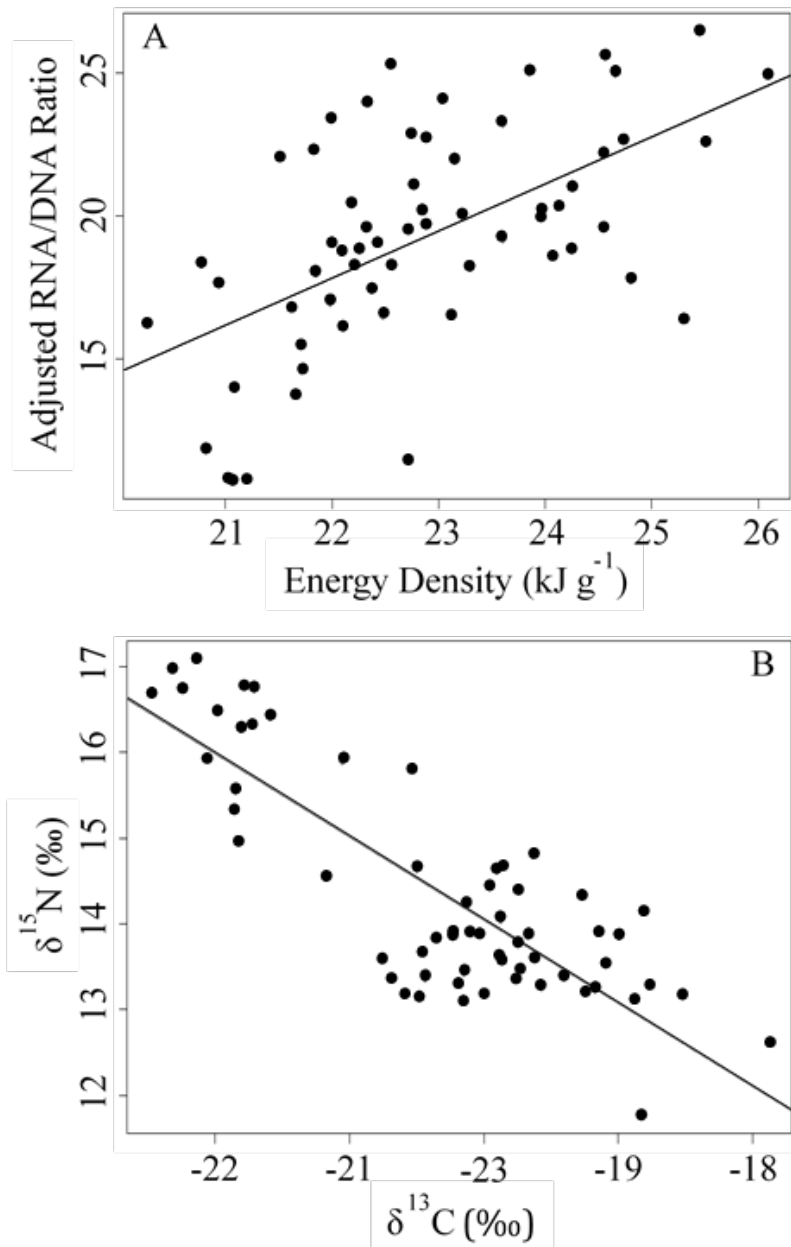 A
Adjusted RNA/DNA Ratio
25
20
15
21 22 23 24 25 26
Energy Density (kJ g⁻¹)
B
δ¹⁵N (‰)
17
16
15
14
13
12
-22 -21 -23 -19 -18
δ¹³C (‰)